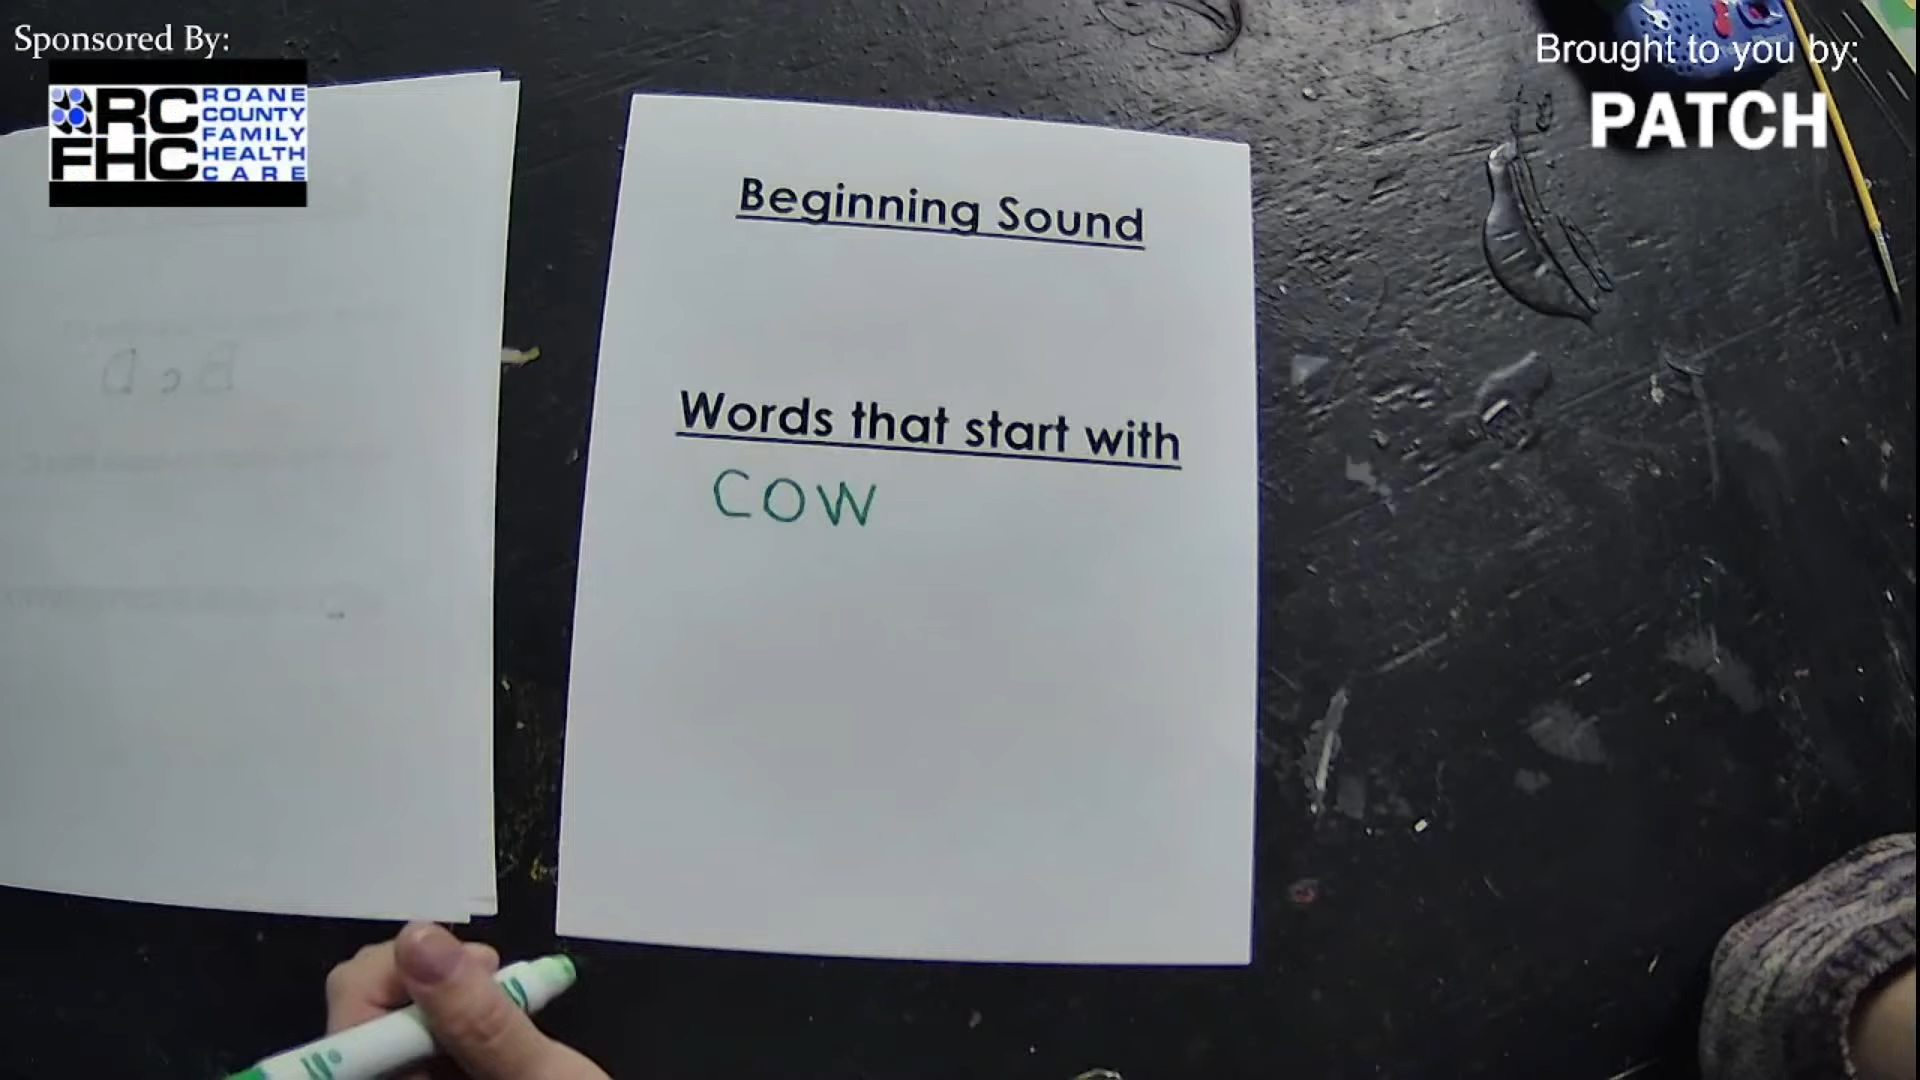 Sponsored By:
RC
FHC
ROANE
COUNTY
FAMILY
HEALTH
CARE
Brought to you by:
PATCH
Beginning Sound
Words that start with
COW